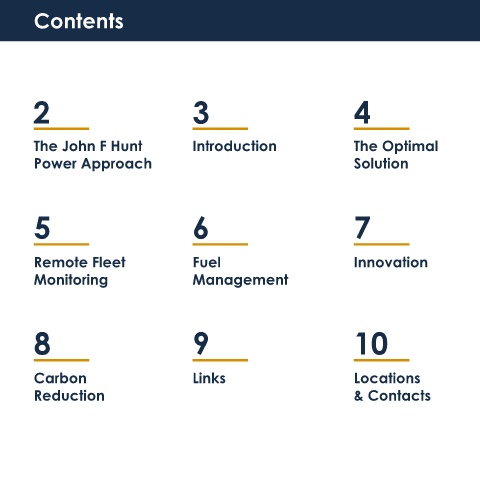 Contents
2
The John F Hunt
Power Approach
3
Introduction
4
The Optimal
Solution
5
Remote Fleet
Monitoring
6
Fuel
Management
7
Innovation
8
Carbon
Reduction
9
Links
10
Locations
& Contacts